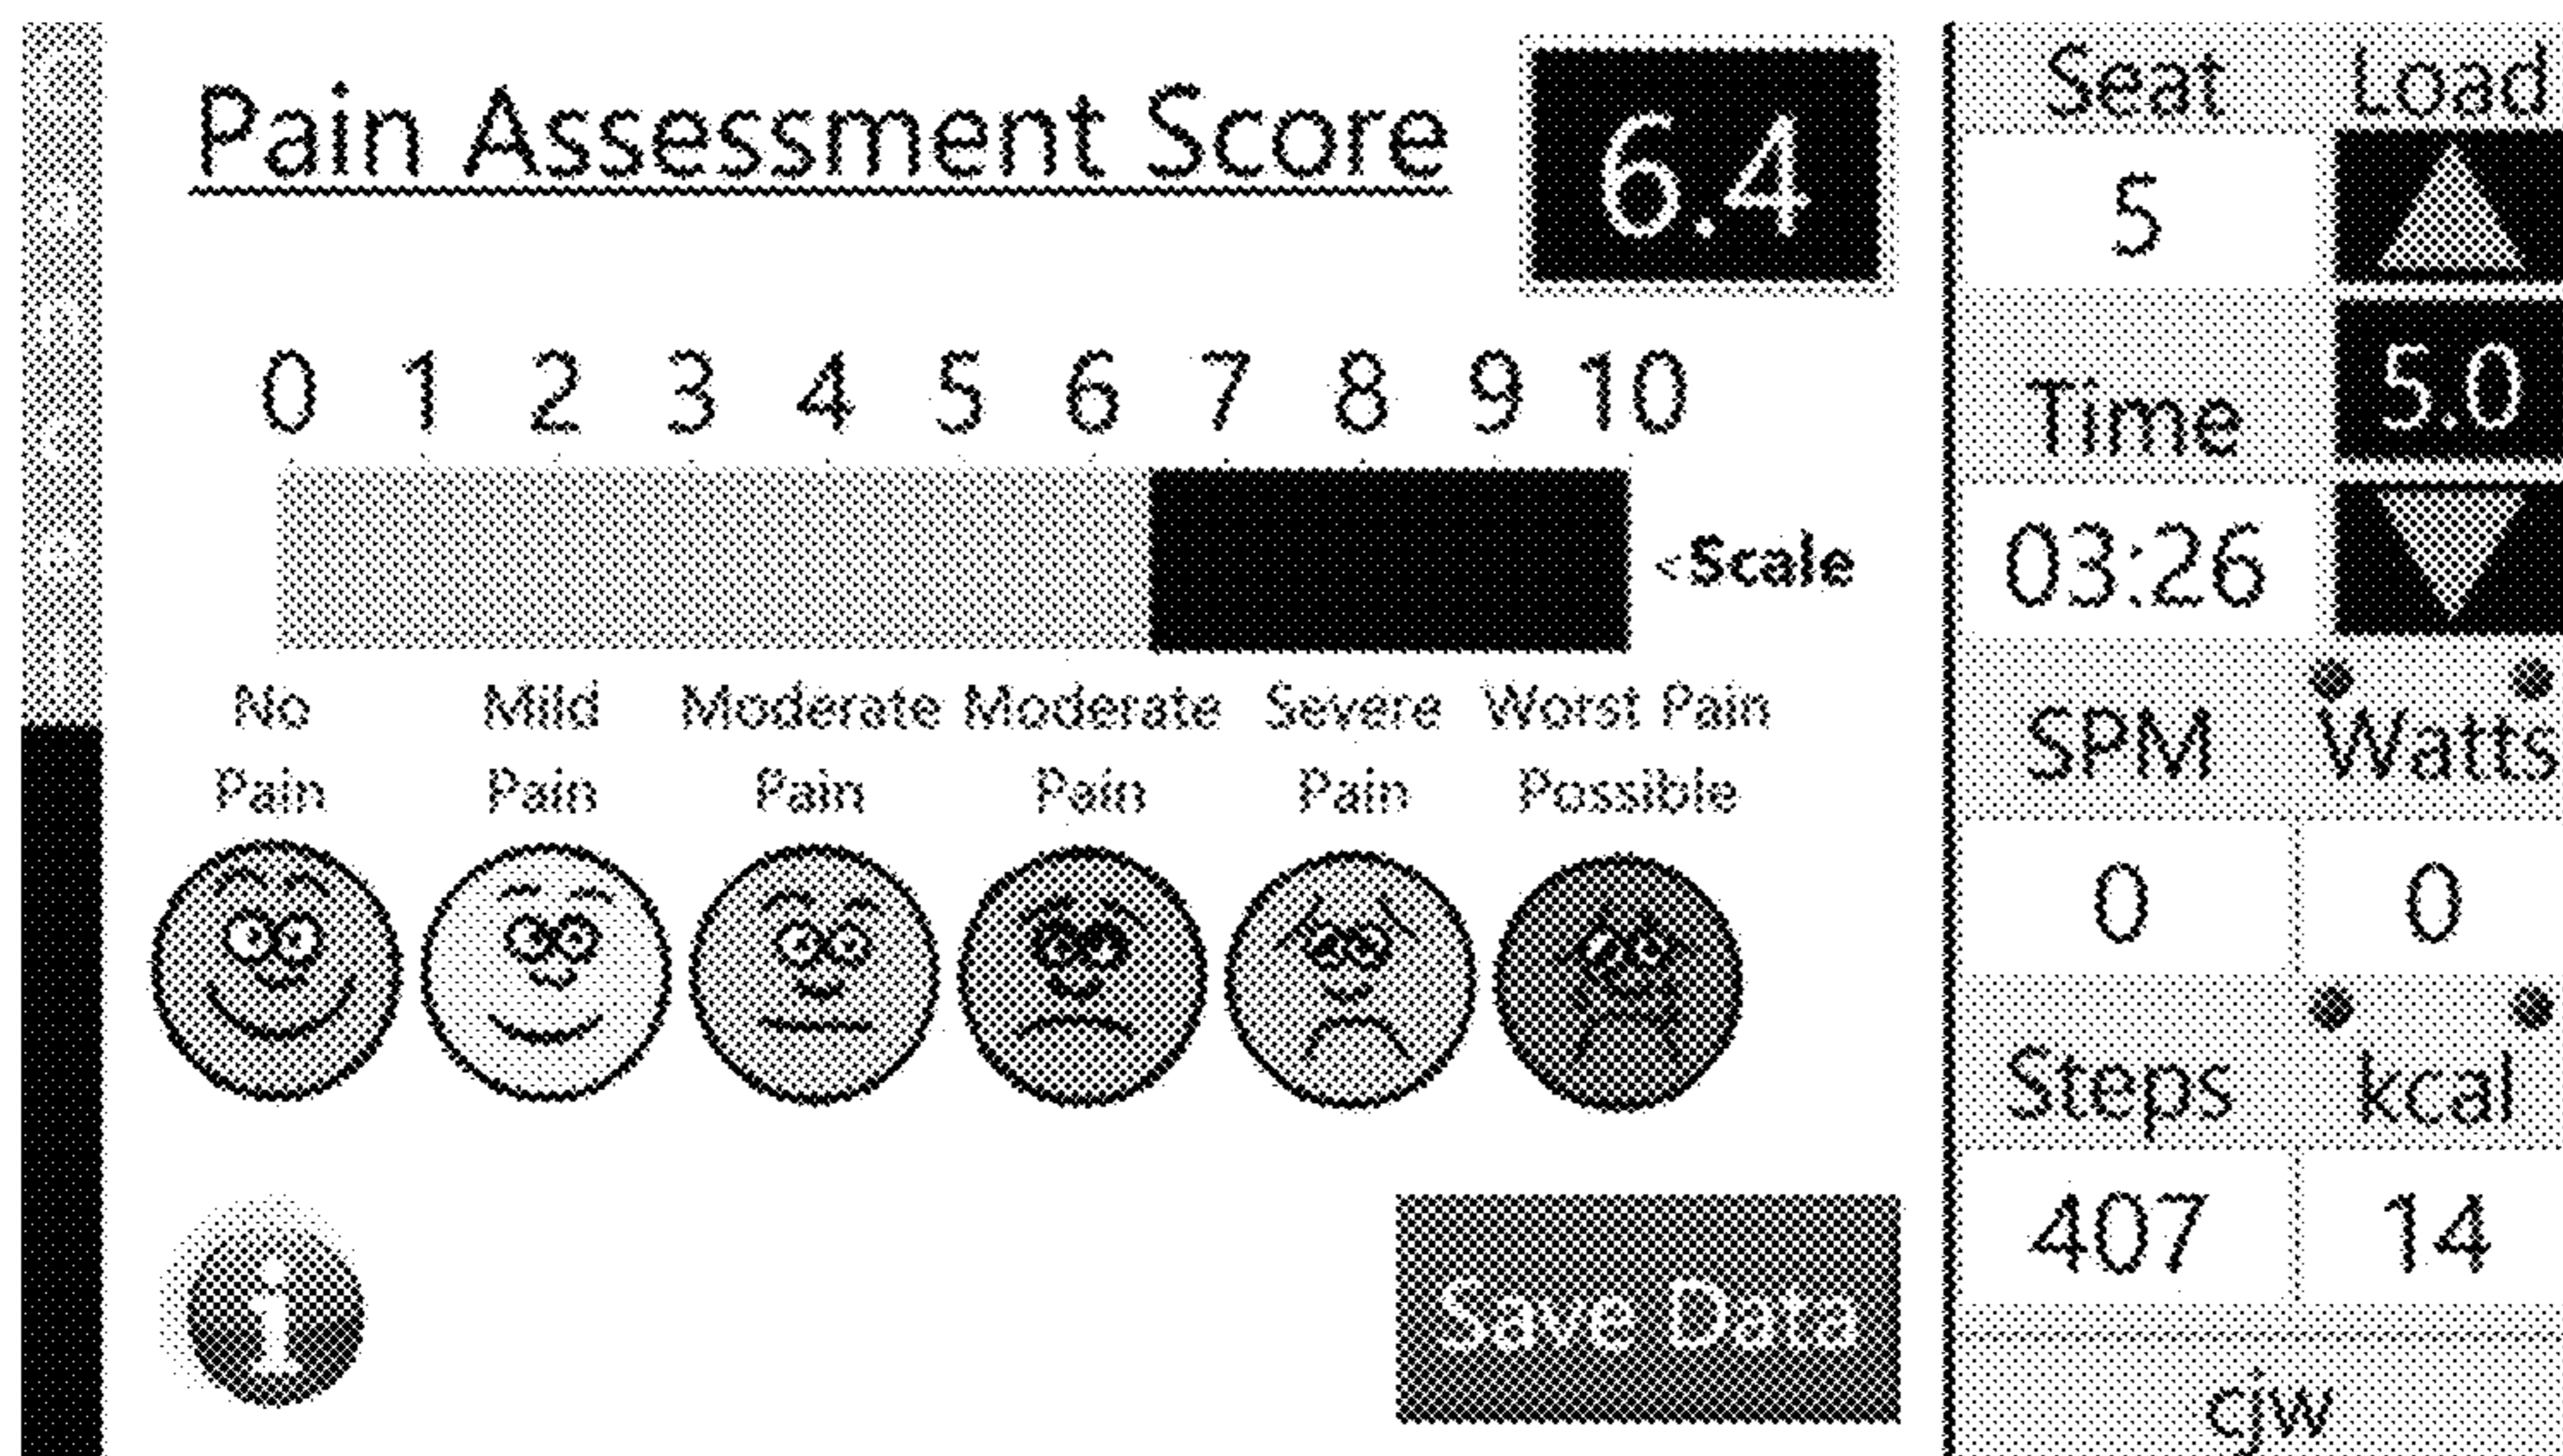 Pain Assessment Score
6.4
0 1 2 3 4 5 6 7 8 9 10
<Scale
No Mild Moderate Moderate Severe Worst Pain
Pain Pain Pain Pain Pain Possible
i
Save Data
Seat Load
5
5.0
Time
03:26
SPM Watts
0 0
Steps kcal
407 14
gjw